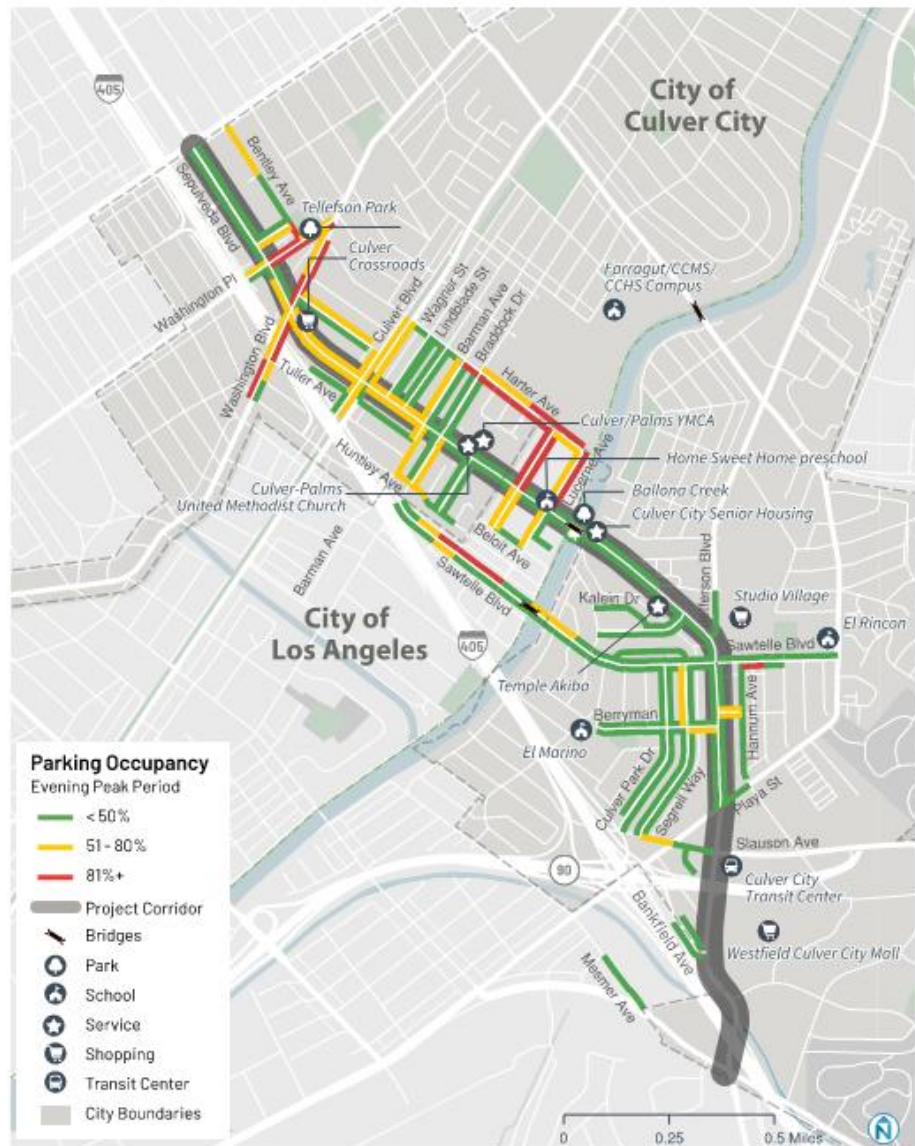 405
City of
Culver City
Bentley Ave
Sepulveda Blvd
Tellefson Park
Culver
Crossroads
Washington Pl
Farragut/CCMS/
CCHS Campus
Culver Blvd
Wagner St
Lindblade St
Barman Ave
Braddock Dr
Washington Blvd
Tuller Ave
Harter Ave
Culver/Palms YMCA
Huntley Ave
Lucerne Ave
Home Sweet Home preschool
Culver-Palms
United Methodist Church
Ballona Creek
Culver City Senior Housing
Beloit Ave
Barman Ave
Sawtelle Blvd
City of
Los Angeles
405
Kalein Dr
fferson Blvd
Studio Village
El Rincon
Sawtelle Blvd
Temple Akiba
Hannum Ave
Berryman
El Marino
Culver Park Dr
Segrell Way
Playa St
Slauson Ave
90
Culver City
Transit Center
Bankfield Ave
Westfield Culver City Mall
Mesmer Ave
Parking Occupancy
Evening Peak Period
< 50%
51 - 80%
81%+
Project Corridor
Bridges
Park
School
Service
Shopping
Transit Center
City Boundaries
0
0.25
0.5 Miles
N